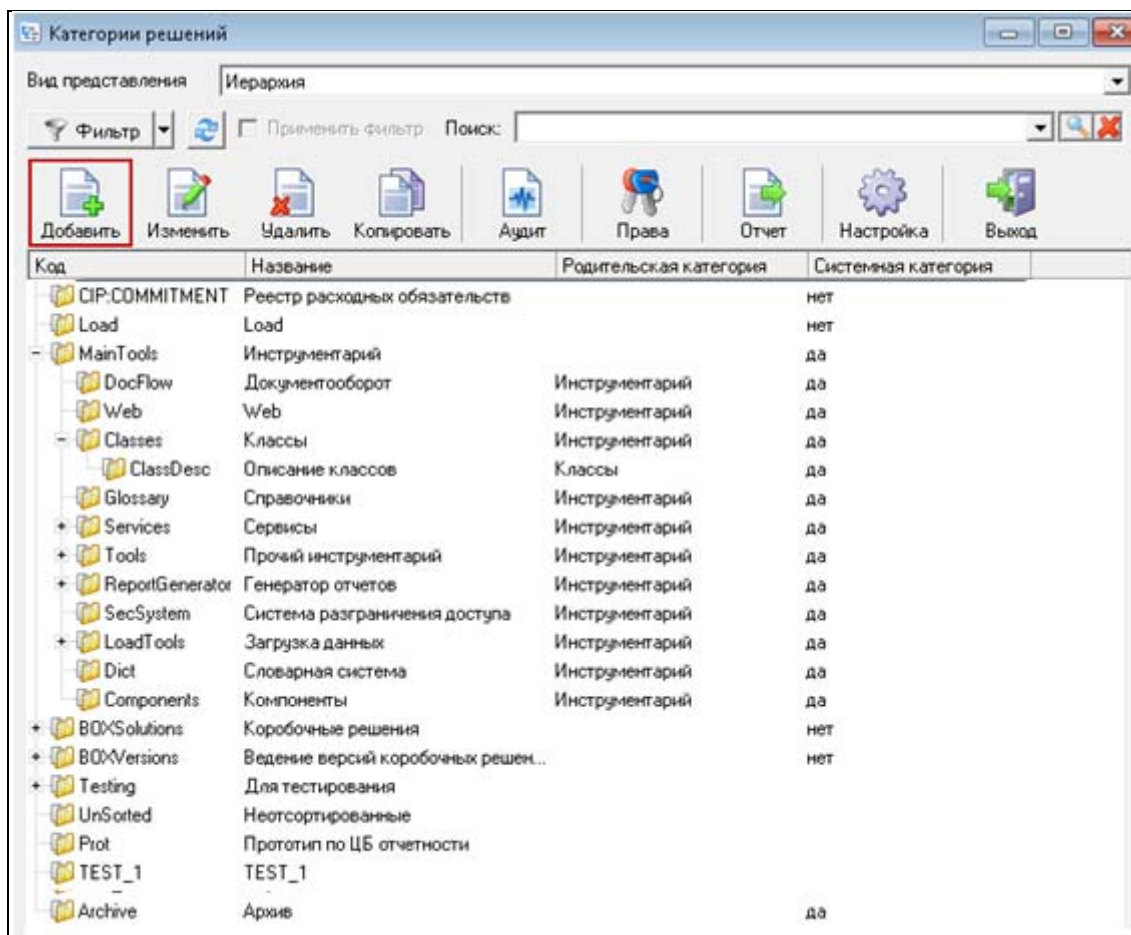 Категории решений
Вид представления Иерархия
Фильтр Применить фильтр Поиск:
Добавить Изменить Удалить Копировать Аудит Права Отчет Настройка Выход
Код Название Родительская категория Системная категория
CIP:COMMITMENT Реестр расходных обязательств нет
Load Load нет
MainTools Инструментарий да
DocFlow Документооборот Инструментарий да
Web Web Инструментарий да
Classes Классы Инструментарий да
ClassDesc Описание классов Классы да
Glossary Справочники Инструментарий да
Services Сервисы Инструментарий да
Tools Прочий инструментарий Инструментарий да
ReportGenerator Генератор отчетов Инструментарий да
SecSystem Система разграничения доступа Инструментарий да
LoadTools Загрузка данных Инструментарий да
Dict Словарная система Инструментарий да
Components Компоненты Инструментарий да
BOXSolutions Коробочные решения нет
BOXVersions Ведение версий коробочных решен... нет
Testing Для тестирования
UnSorted Неотсортированные
Prot Прототип по ЦБ отчетности
TEST_1 TEST_1
Archive Архив да